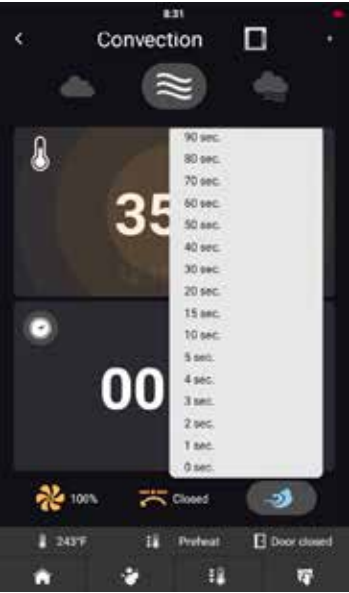 8:31
Convection
90 sec.
80 sec.
70 sec.
60 sec.
50 sec.
40 sec.
30 sec.
20 sec.
15 sec.
10 sec.
5 sec.
4 sec.
3 sec.
2 sec.
1 sec.
0 sec.
35
00
100% Closed
243°F Preheat Door closed